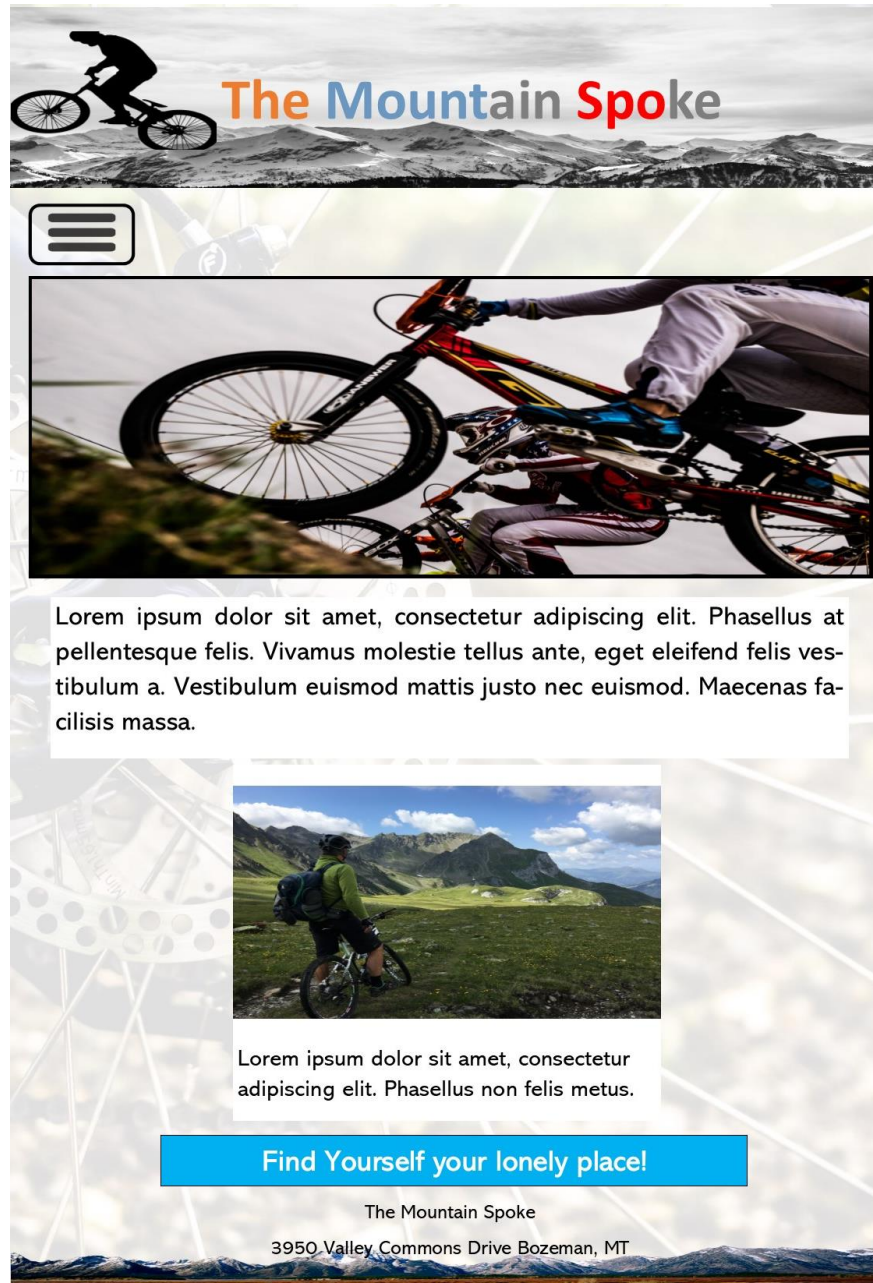 The Mountain Spoke
Lorem ipsum dolor sit amet, consectetur adipiscing elit. Phasellus at
pellentesque felis. Vivamus molestie tellus ante, eget eleifend felis ves-
tibulum a. Vestibulum euismod mattis justo nec euismod. Maecenas fa-
cilisis massa.
Lorem ipsum dolor sit amet, consectetur
adipiscing elit. Phasellus non felis metus.
Find Yourself your lonely place!
The Mountain Spoke
3950 Valley Commons Drive Bozeman, MT